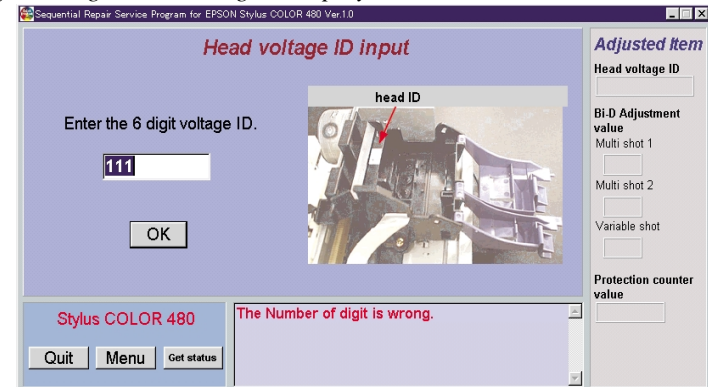 Sequential Repair Service Program for EPSON Stylus COLOR 480 Ver.1.0
Head voltage ID input
head ID
Enter the 6 digit voltage ID.
111
OK
Adjusted Item
Head voltage ID
Bi-D Adjustment
value
Multi shot 1
Multi shot 2
Variable shot
Protection counter
value
Stylus COLOR 480
Quit
Menu
Get status
The Number of digit is wrong.